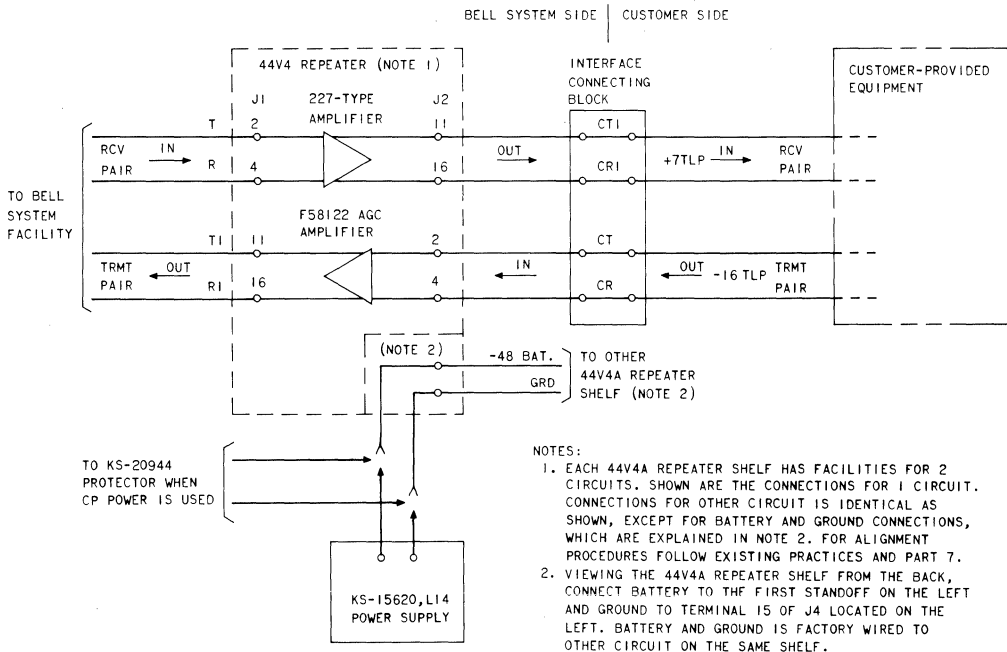 BELL SYSTEM SIDE | CUSTOMER SIDE
44V4 REPEATER (NOTE 1)
J1
227-TYPE
AMPLIFIER
J2
INTERFACE
CONNECTING
BLOCK
CUSTOMER-PROVIDED
EQUIPMENT
T
2
11
CT1
RCV
PAIR
IN
R
4
16
OUT
CR1
+7TLP
IN
RCV
PAIR
TO BELL
SYSTEM
FACILITY
F58122 AGC
AMPLIFIER
T1
11
2
CT
TRMT
PAIR
OUT
R1
16
4
IN
CR
OUT
-16 TLP
TRMT
PAIR
(NOTE 2)
-48 BAT.
GRD
TO OTHER
44V4A REPEATER
SHELF (NOTE 2)
TO KS-20944
PROTECTOR WHEN
CP POWER IS USED
KS-15620,L14
POWER SUPPLY
NOTES:
1. EACH 44V4A REPEATER SHELF HAS FACILITIES FOR 2
CIRCUITS. SHOWN ARE THE CONNECTIONS FOR 1 CIRCUIT.
CONNECTIONS FOR OTHER CIRCUIT IS IDENTICAL AS
SHOWN, EXCEPT FOR BATTERY AND GROUND CONNECTIONS,
WHICH ARE EXPLAINED IN NOTE 2. FOR ALIGNMENT
PROCEDURES FOLLOW EXISTING PRACTICES AND PART 7.
2. VIEWING THE 44V4A REPEATER SHELF FROM THE BACK,
CONNECT BATTERY TO THE FIRST STANDOFF ON THE LEFT
AND GROUND TO TERMINAL 15 OF J4 LOCATED ON THE
LEFT. BATTERY AND GROUND IS FACTORY WIRED TO
OTHER CIRCUIT ON THE SAME SHELF.